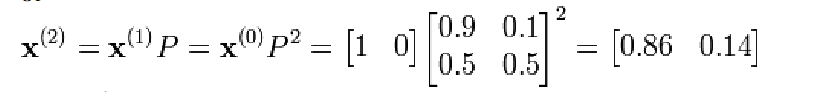 x^(2) = x^(1) P = x^(0) P^2 = [1 0] [0.9 0.1; 0.5 0.5]^2 = [0.86 0.14]